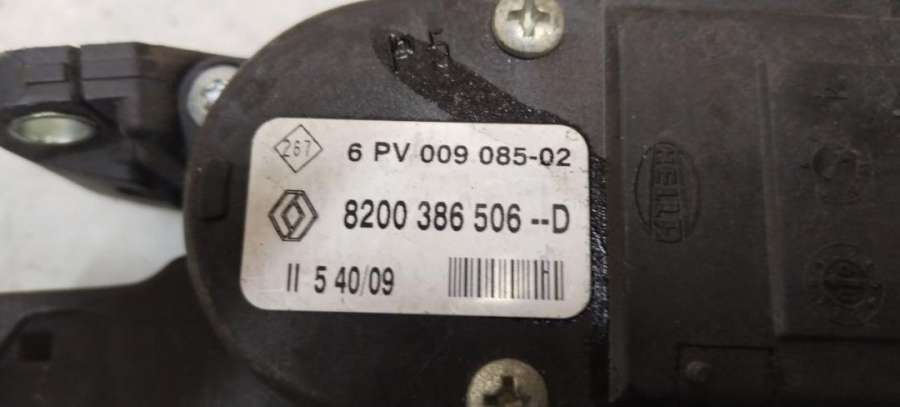 267
6 PV 009 085-02
8200 386 506 --D
II 5 40/09
HELLA